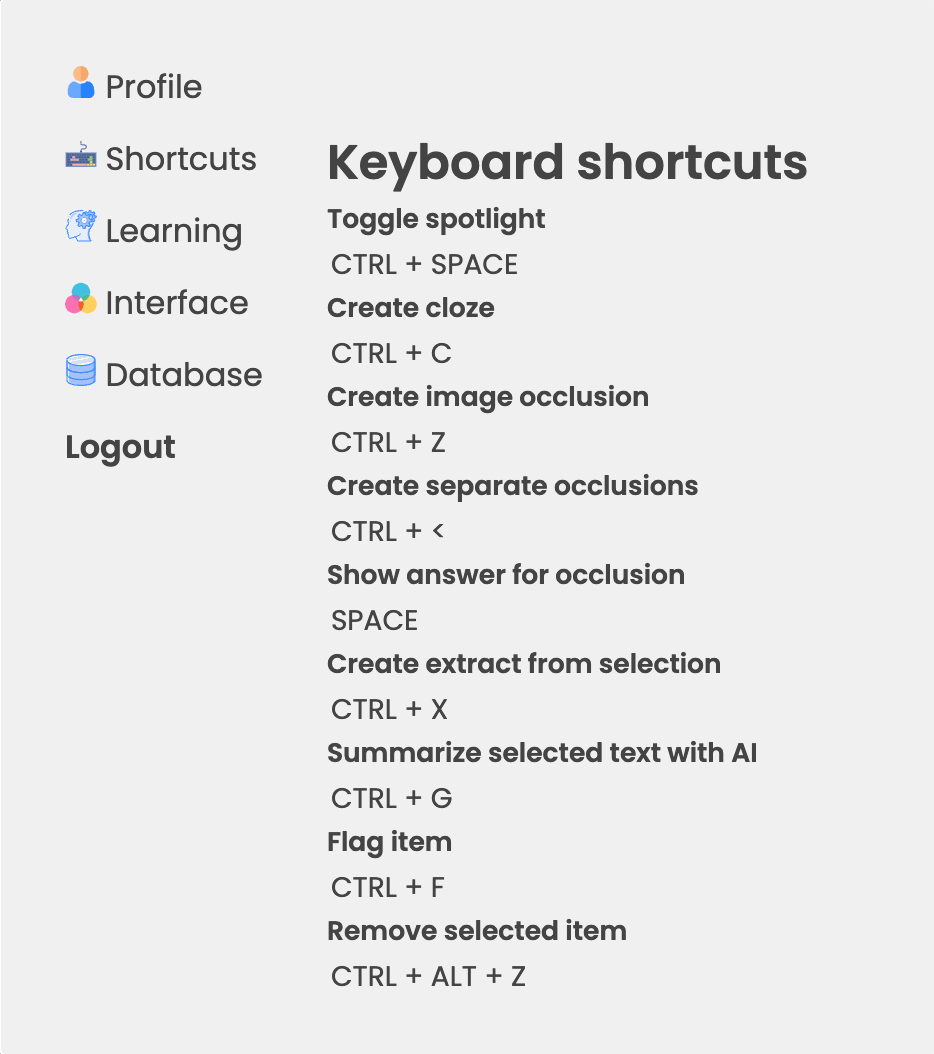 Profile
Shortcuts
Learning
Interface
Database
Logout
Keyboard shortcuts
Toggle spotlight
CTRL + SPACE
Create cloze
CTRL + C
Create image occlusion
CTRL + Z
Create separate occlusions
CTRL + <
Show answer for occlusion
SPACE
Create extract from selection
CTRL + X
Summarize selected text with AI
CTRL + G
Flag item
CTRL + F
Remove selected item
CTRL + ALT + Z